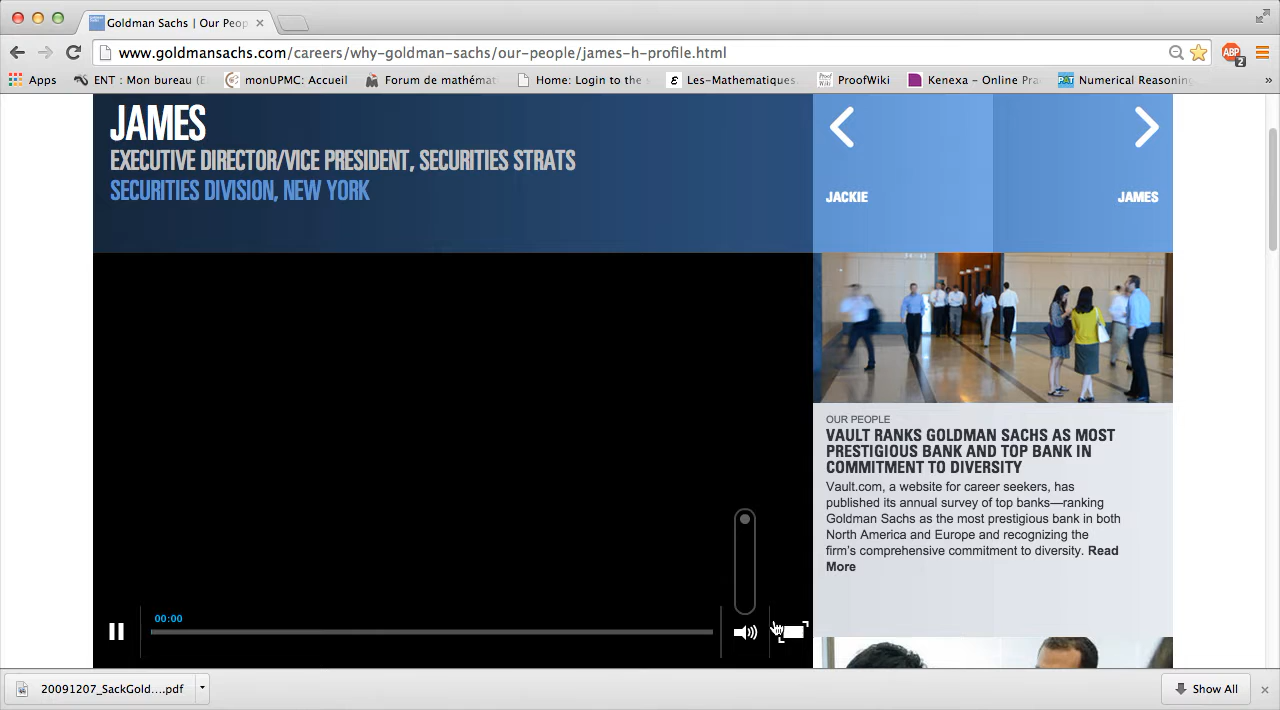 Goldman Sachs | Our Peop
www.goldmansachs.com/careers/why-goldman-sachs/our-people/james-h-profile.html
ABP
2
Apps
ENT : Mon bureau (E
monUPMC: Accueil
Forum de mathémat
Home: Login to the s
ε
Les-Mathematiques.
Proof
Wiki
ProofWiki
Kenexa – Online Pra
Numerical Reasoning
»
JAMES
EXECUTIVE DIRECTOR/VICE PRESIDENT, SECURITIES STRATS
SECURITIES DIVISION, NEW YORK
JACKIE
JAMES
OUR PEOPLE
VAULT RANKS GOLDMAN SACHS AS MOST
PRESTIGIOUS BANK AND TOP BANK IN
COMMITMENT TO DIVERSITY
Vault.com, a website for career seekers, has
published its annual survey of top banks—ranking
Goldman Sachs as the most prestigious bank in both
North America and Europe and recognizing the
firm's comprehensive commitment to diversity. Read
More
00:00
20091207_SackGold....pdf
Show All